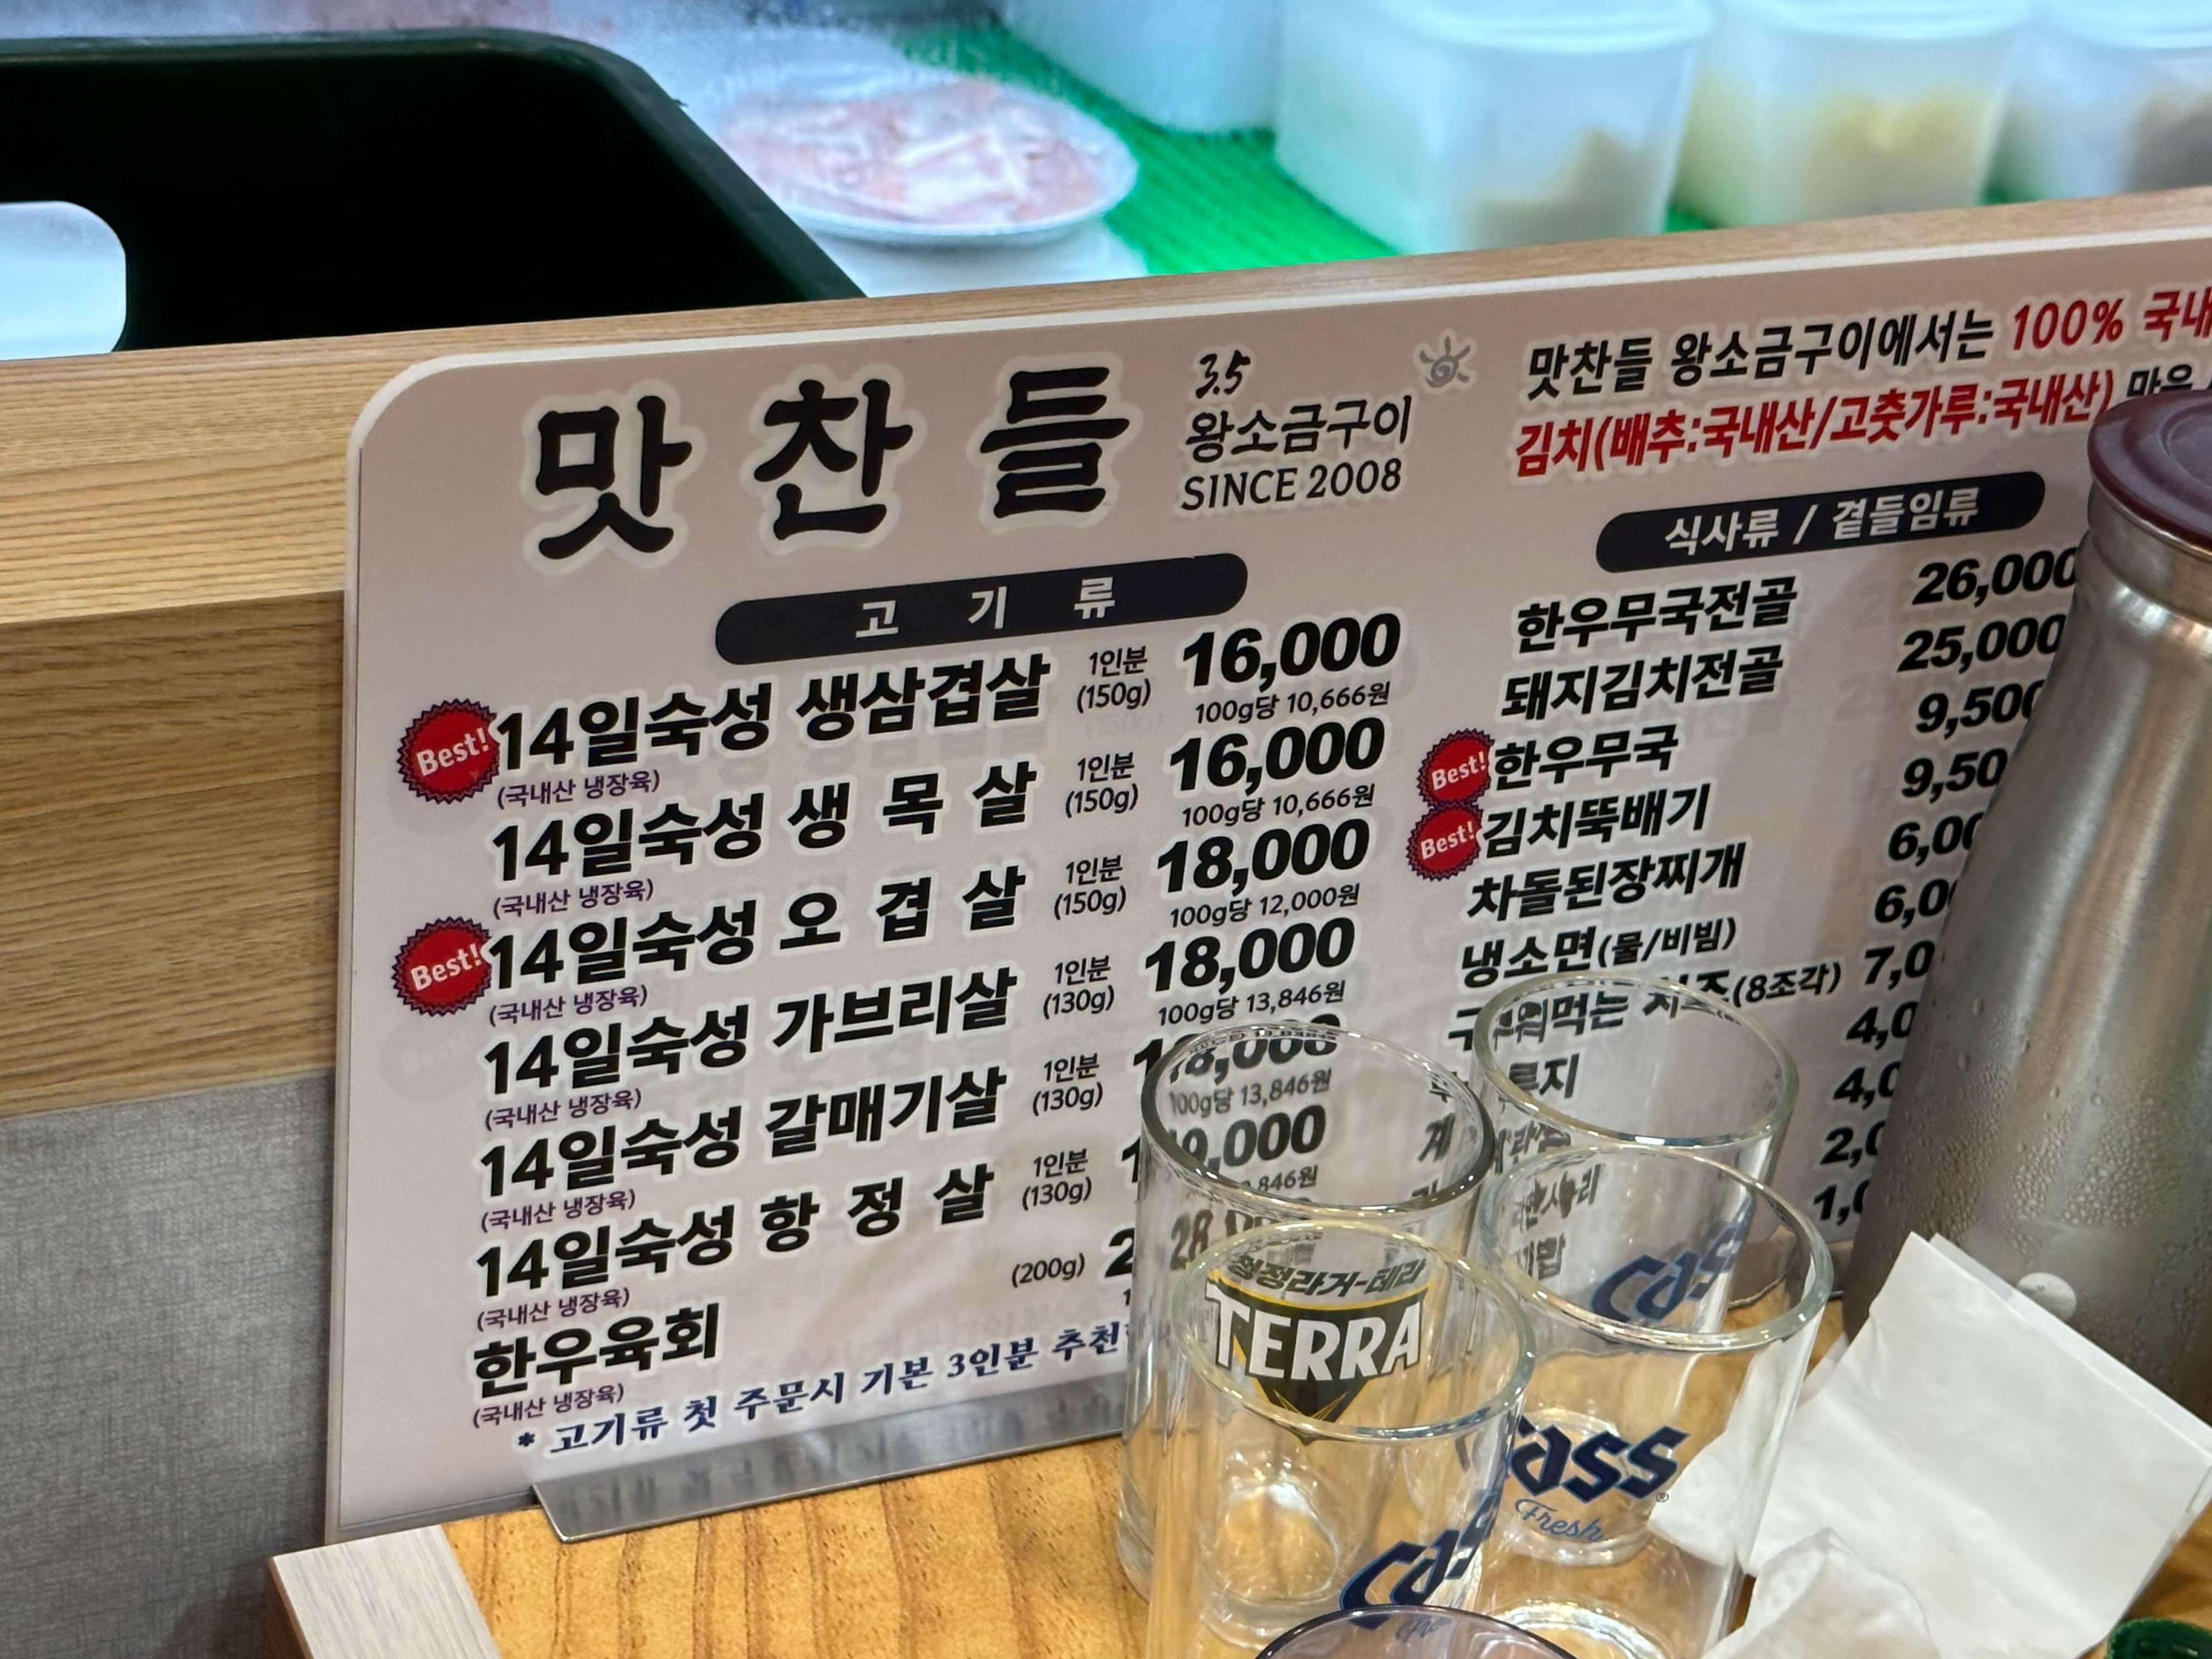 맛찬들
3.5
왕소금구이
SINCE 2008
고기류
Best! 14일숙성 생삼겹살 1인분 (150g) 16,000
(국내산 냉장육) 100g당 10,666원
14일숙성 생목살 1인분 (150g) 16,000
(국내산 냉장육) 100g당 10,666원
Best! 14일숙성 오겹살 1인분 (150g) 18,000
(국내산 냉장육) 100g당 12,000원
14일숙성 가브리살 1인분 (130g) 18,000
(국내산 냉장육) 100g당 13,846원
14일숙성 갈매기살 1인분 (130g) 18,000
(국내산 냉장육) 100g당 13,846원
14일숙성 항정살 1인분 (130g)
(국내산 냉장육)
한우육회 (200g)
(국내산 냉장육)
* 고기류 첫 주문시 기본 3인분
맛찬들 왕소금구이에서는 100%
김치(배추:국내산/고춧가루:국내산)
식사류 / 곁들임류
한우무국전골 26,000
돼지김치전골 25,000
Best! 한우무국
Best! 김치뚝배기
차돌된장찌개
냉소면(물/비빔)
(8조각)
청정라거-테라
TERRA
Cass
Fresh